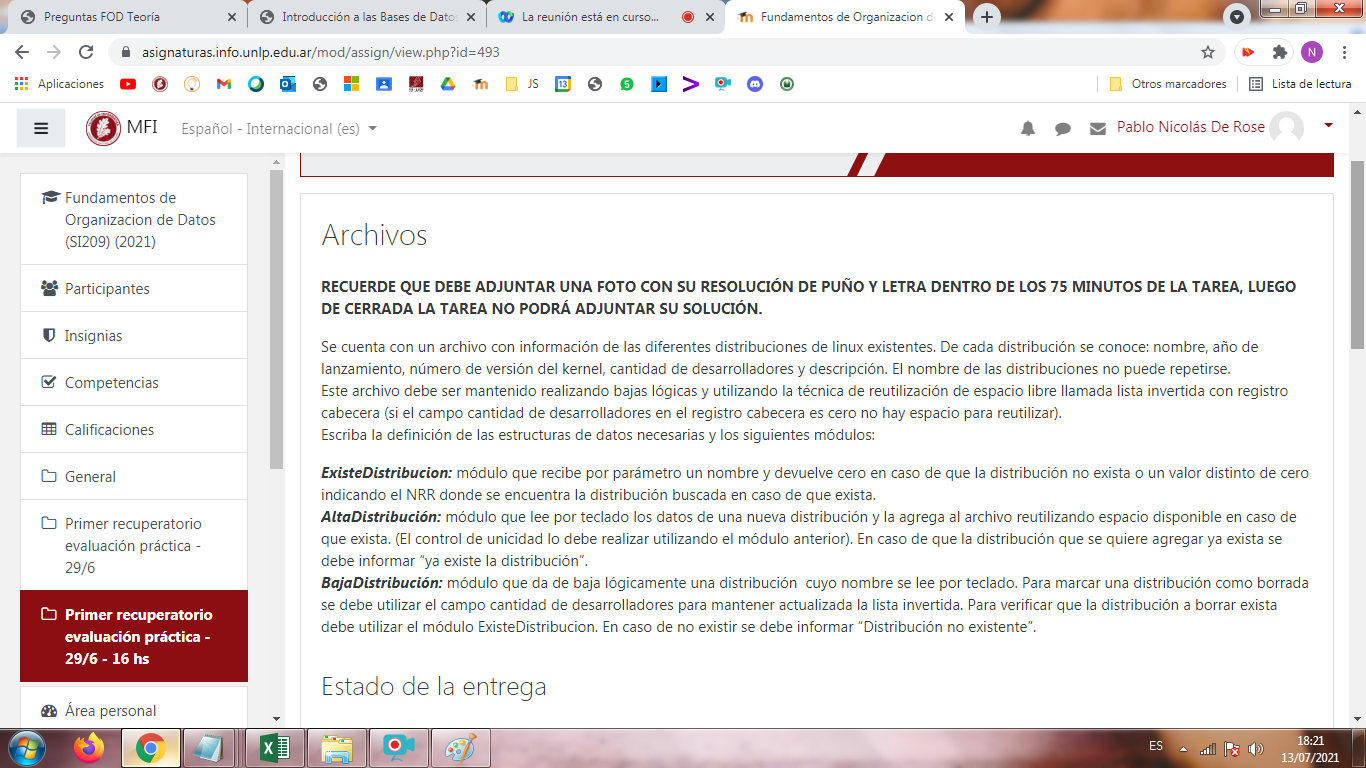 Preguntas FOD Teoría
Introducción a las Bases de Datos
La reunión está en curso...
Fundamentos de Organizacion de
asignaturas.info.unlp.edu.ar/mod/assign/view.php?id=493
N
Aplicaciones
JS
13
Otros marcadores
Lista de lectura
MFI
Español - Internacional (es)
Pablo Nicolás De Rose
Fundamentos de
Organizacion de Datos
(SI209) (2021)
Participantes
Insignias
Competencias
Calificaciones
General
Primer recuperatorio
evaluación práctica -
29/6
Primer recuperatorio
evaluación práctica -
29/6 - 16 hs
Área personal
Archivos
RECUERDE QUE DEBE ADJUNTAR UNA FOTO CON SU RESOLUCIÓN DE PUÑO Y LETRA DENTRO DE LOS 75 MINUTOS DE LA TAREA, LUEGO
DE CERRADA LA TAREA NO PODRÁ ADJUNTAR SU SOLUCIÓN.
Se cuenta con un archivo con información de las diferentes distribuciones de linux existentes. De cada distribución se conoce: nombre, año de
lanzamiento, número de versión del kernel, cantidad de desarrolladores y descripción. El nombre de las distribuciones no puede repetirse.
Este archivo debe ser mantenido realizando bajas lógicas y utilizando la técnica de reutilización de espacio libre llamada lista invertida con registro
cabecera (si el campo cantidad de desarrolladores en el registro cabecera es cero no hay espacio para reutilizar).
Escriba la definición de las estructuras de datos necesarias y los siguientes módulos:
ExisteDistribucion: módulo que recibe por parámetro un nombre y devuelve cero en caso de que la distribución no exista o un valor distinto de cero
indicando el NRR donde se encuentra la distribución buscada en caso de que exista.
AltaDistribución: módulo que lee por teclado los datos de una nueva distribución y la agrega al archivo reutilizando espacio disponible en caso de
que exista. (El control de unicidad lo debe realizar utilizando el módulo anterior). En caso de que la distribución que se quiere agregar ya exista se
debe informar “ya existe la distribución”.
BajaDistribución: módulo que da de baja lógicamente una distribución  cuyo nombre se lee por teclado. Para marcar una distribución como borrada
se debe utilizar el campo cantidad de desarrolladores para mantener actualizada la lista invertida. Para verificar que la distribución a borrar exista
debe utilizar el módulo ExisteDistribucion. En caso de no existir se debe informar “Distribución no existente”.
Estado de la entrega
ES
18:21
13/07/2021